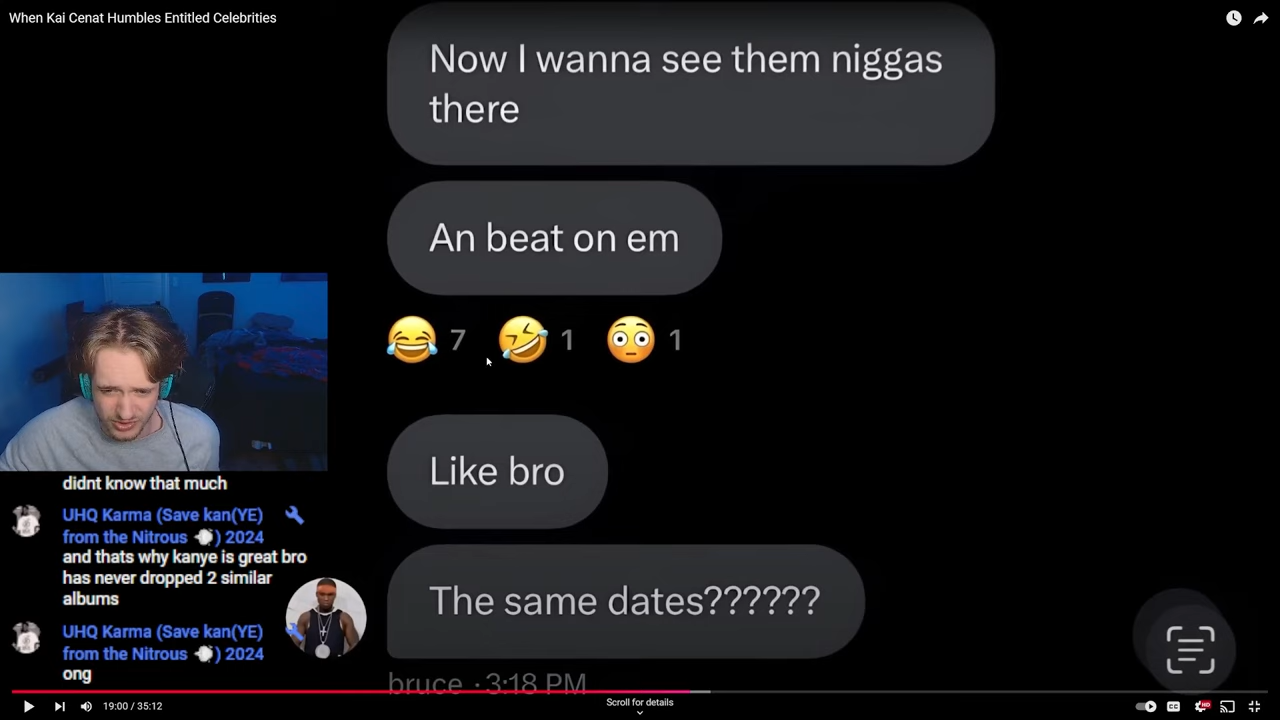 When Kai Cenat Humbles Entitled Celebrities
Now I wanna see them niggas
there
An beat on em
7
1
1
Like bro
The same dates??????
bruce · 3:18 PM
didnt know that much
UHQ Karma (Save kan(YE)
from the Nitrous ) 2024
and thats why kanye is great bro
has never dropped 2 similar
albums
UHQ Karma (Save kan(YE)
from the Nitrous ) 2024
ong
19:00 / 35:12
Scroll for details
CC
HD